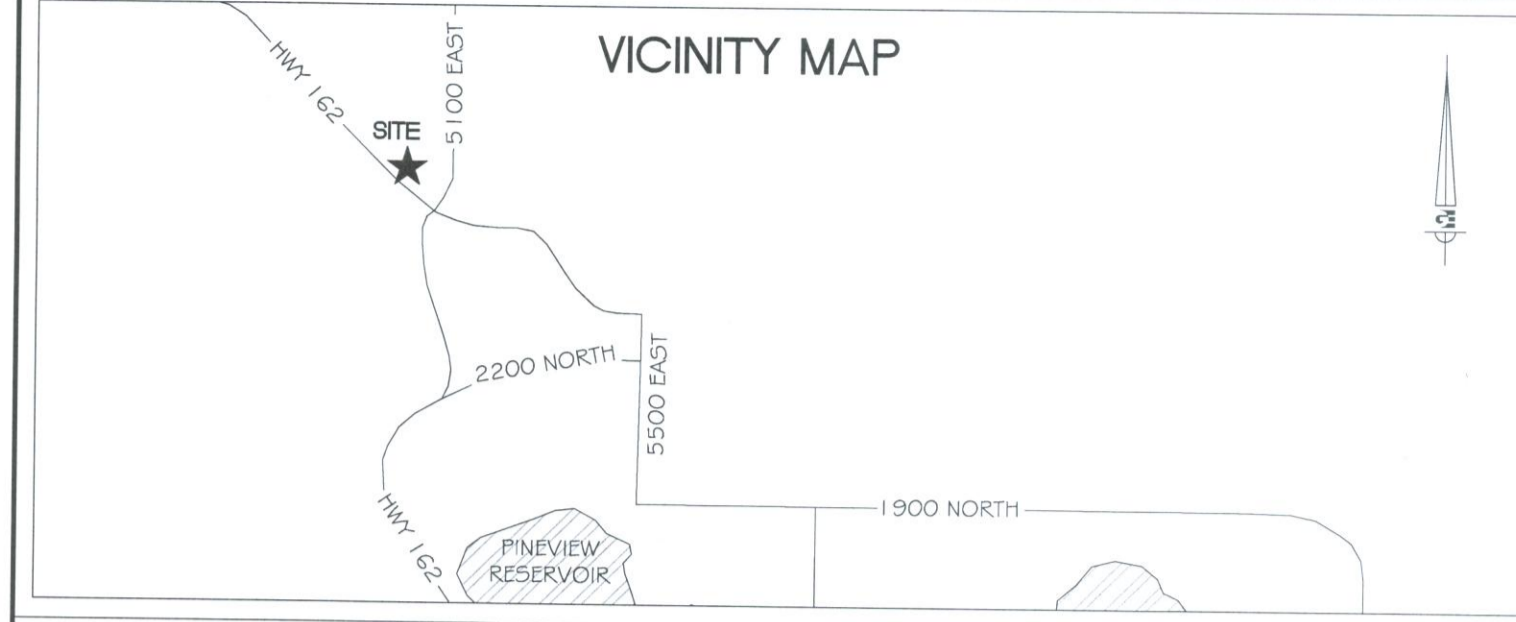 VICINITY MAP
HWY 162
5100 EAST
SITE
2200 NORTH
5500 EAST
1900 NORTH
HWY 162
PINEVIEW
RESERVOIR